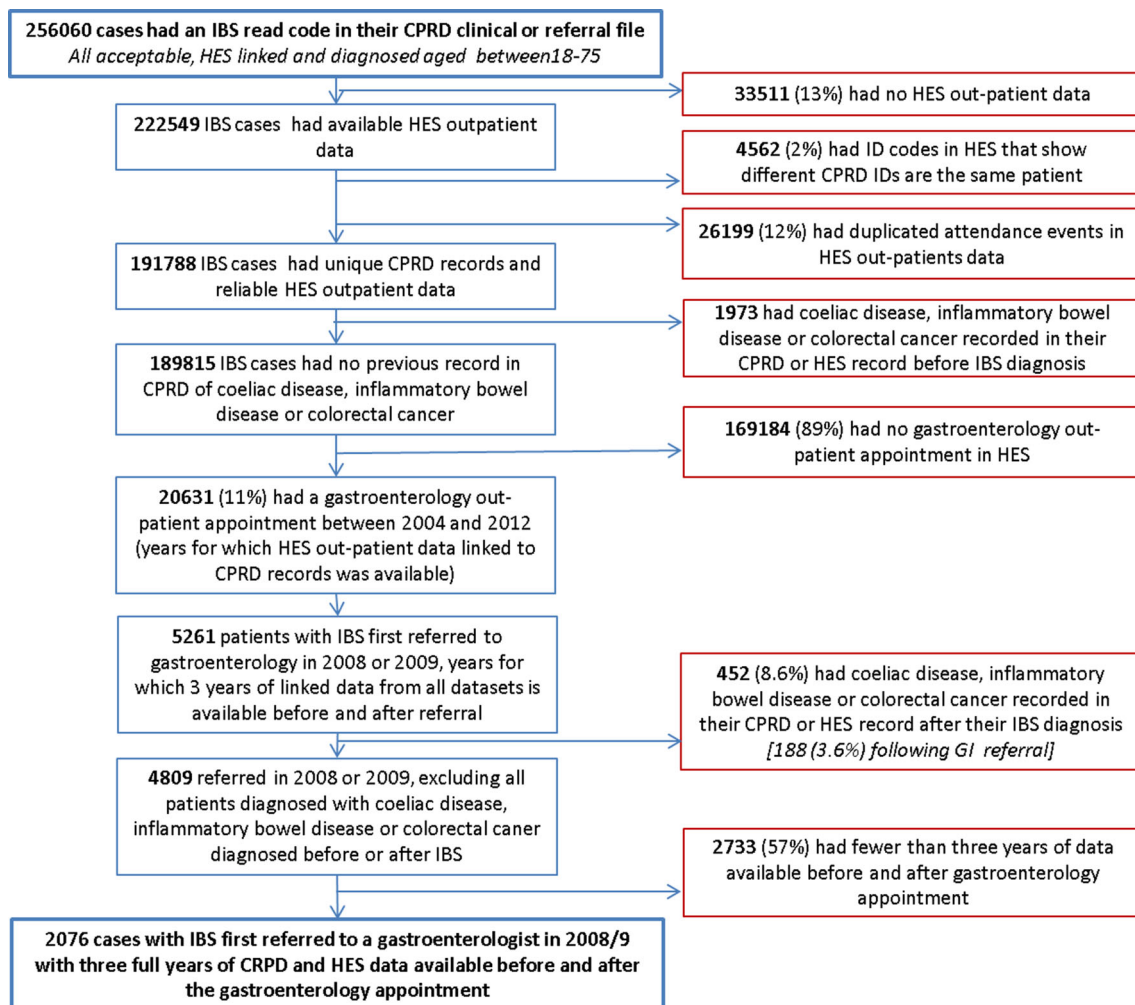 256060 cases had an IBS read code in their CPRD clinical or referral file
All acceptable, HES linked and diagnosed aged between18-75
33511 (13%) had no HES out-patient data
222549 IBS cases had available HES outpatient
data
4562 (2%) had ID codes in HES that show
different CPRD IDs are the same patient
26199 (12%) had duplicated attendance events in
HES out-patients data
191788 IBS cases had unique CPRD records and
reliable HES outpatient data
1973 had coeliac disease, inflammatory bowel
disease or colorectal cancer recorded in their
CPRD or HES record before IBS diagnosis
189815 IBS cases had no previous record in
CPRD of coeliac disease, inflammatory bowel
disease or colorectal cancer
169184 (89%) had no gastroenterology out-
patient appointment in HES
20631 (11%) had a gastroenterology out-
patient appointment between 2004 and 2012
(years for which HES out-patient data linked to
CPRD records was available)
5261 patients with IBS first referred to
gastroenterology in 2008 or 2009, years for
which 3 years of linked data from all datasets is
available before and after referral
452 (8.6%) had coeliac disease, inflammatory
bowel disease or colorectal cancer recorded in
their CPRD or HES record after their IBS diagnosis
[188 (3.6%) following GI referral]
4809 referred in 2008 or 2009, excluding all
patients diagnosed with coeliac disease,
inflammatory bowel disease or colorectal caner
diagnosed before or after IBS
2733 (57%) had fewer than three years of data
available before and after gastroenterology
appointment
2076 cases with IBS first referred to a gastroenterologist in 2008/9
with three full years of CRPD and HES data available before and after
the gastroenterology appointment